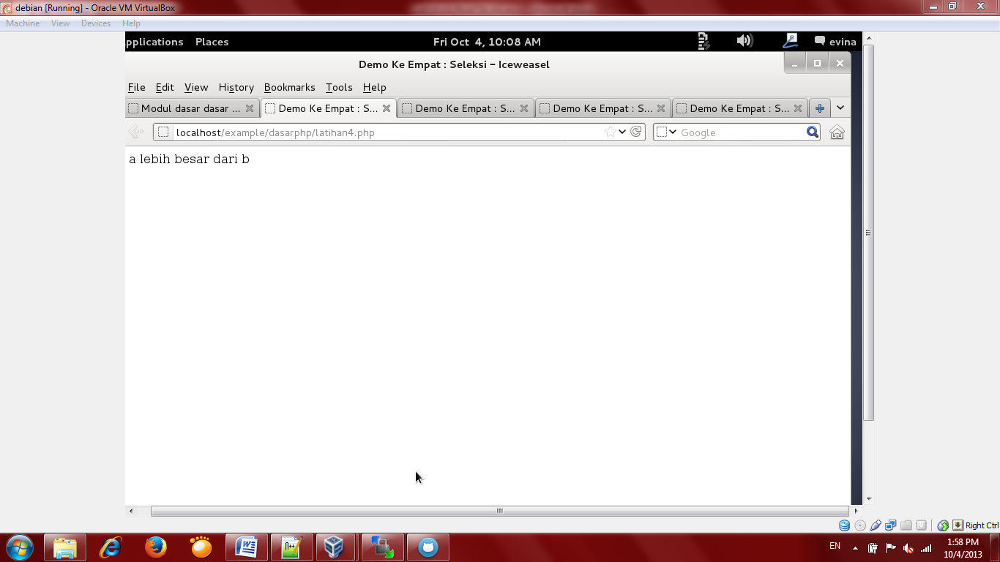 debian [Running] - Oracle VM VirtualBox
Machine View Devices Help
pplications Places Fri Oct 4, 10:08 AM evina
Demo Ke Empat : Seleksi – Iceweasel
File Edit View History Bookmarks Tools Help
Modul dasar dasar ... Demo Ke Empat : S... Demo Ke Empat : S... Demo Ke Empat : S... Demo Ke Empat : S...
localhost/example/dasarphp/latihan4.php Google
a lebih besar dari b
Right Ctrl
EN 1:58 PM
10/4/2013